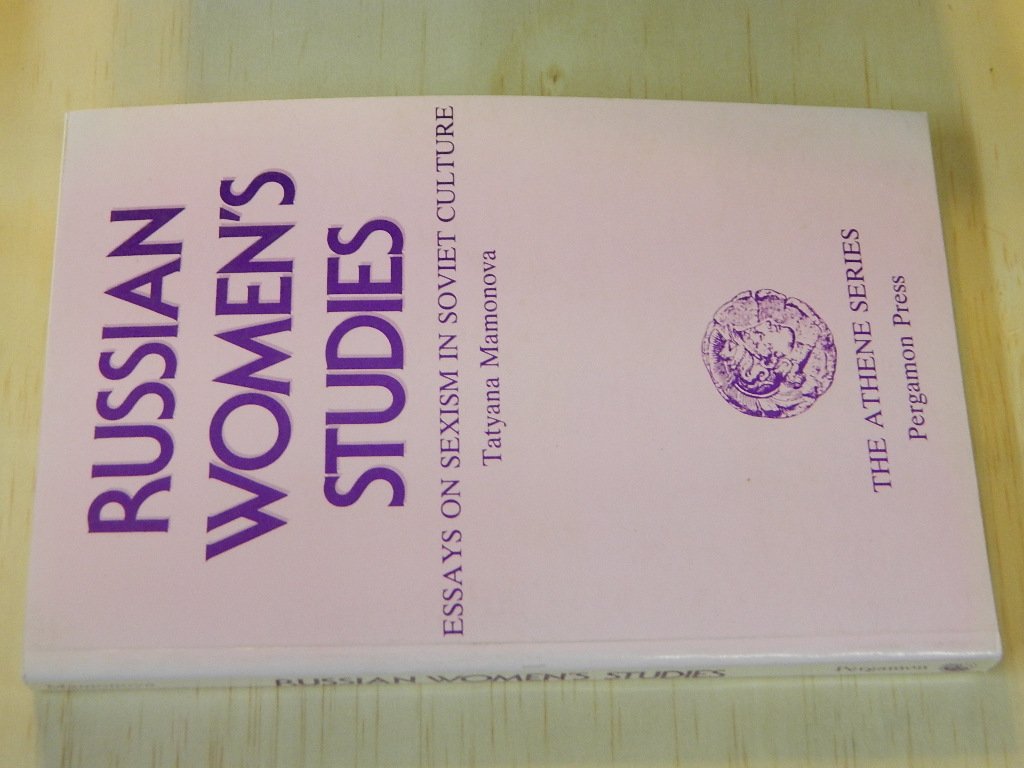 RUSSIAN
WOMEN'S
STUDIES
ESSAYS ON SEXISM IN SOVIET CULTURE
Tatyana Mamonova
THE ATHENE SERIES
Pergamon Press
Mamonova
RUSSIAN WOMEN'S STUDIES
Pergamon